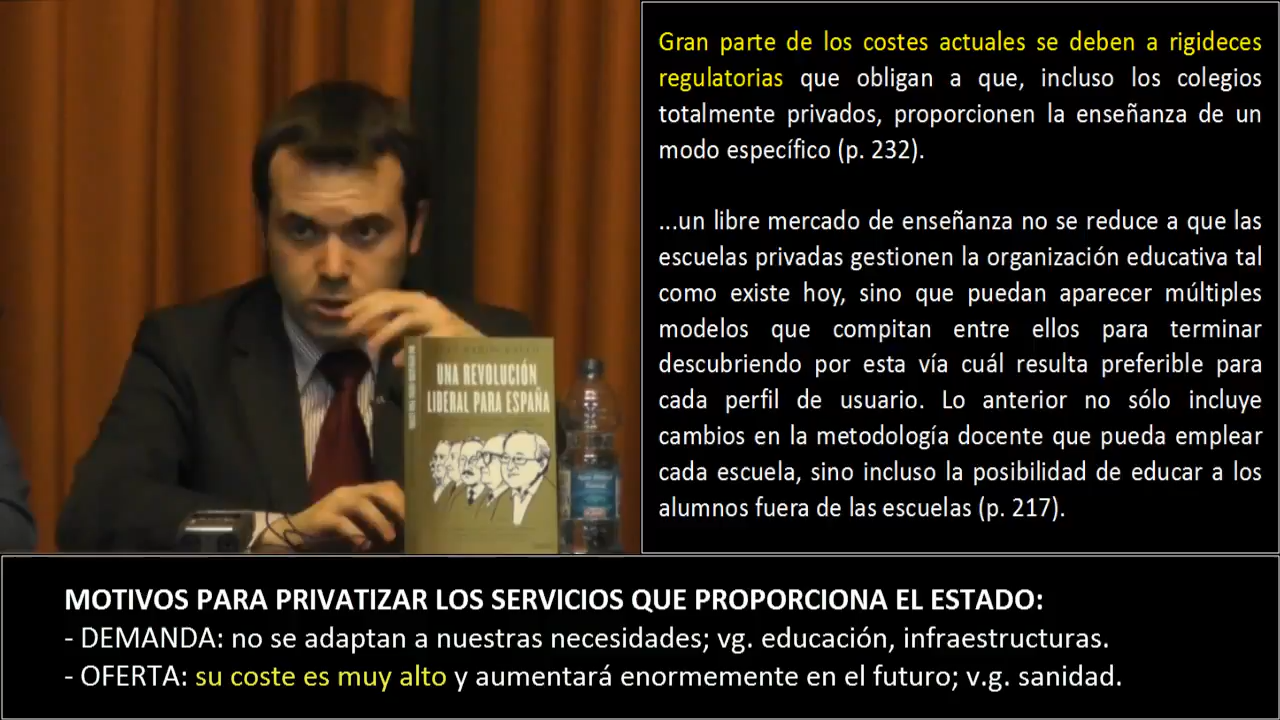 Gran parte de los costes actuales se deben a rigideces
regulatorias que obligan a que, incluso los colegios
totalmente privados, proporcionen la enseñanza de un
modo específico (p. 232).
...un libre mercado de enseñanza no se reduce a que las
escuelas privadas gestionen la organización educativa tal
como existe hoy, sino que puedan aparecer múltiples
modelos que compitan entre ellos para terminar
descubriendo por esta vía cuál resulta preferible para
cada perfil de usuario. Lo anterior no sólo incluye
cambios en la metodología docente que pueda emplear
cada escuela, sino incluso la posibilidad de educar a los
alumnos fuera de las escuelas (p. 217).
UNA REVOLUCIÓN
LIBERAL PARA ESPAÑA
MOTIVOS PARA PRIVATIZAR LOS SERVICIOS QUE PROPORCIONA EL ESTADO:
- DEMANDA: no se adaptan a nuestras necesidades; vg. educación, infraestructuras.
- OFERTA: su coste es muy alto y aumentará enormemente en el futuro; v.g. sanidad.